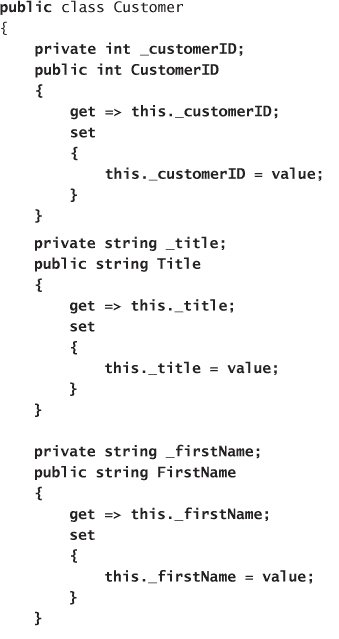 public class Customer
{
    private int _customerID;
    public int CustomerID
    {
        get => this._customerID;
        set
        {
            this._customerID = value;
        }
    }
    private string _title;
    public string Title
    {
        get => this._title;
        set
        {
            this._title = value;
        }
    }

    private string _firstName;
    public string FirstName
    {
        get => this._firstName;
        set
        {
            this._firstName = value;
        }
    }